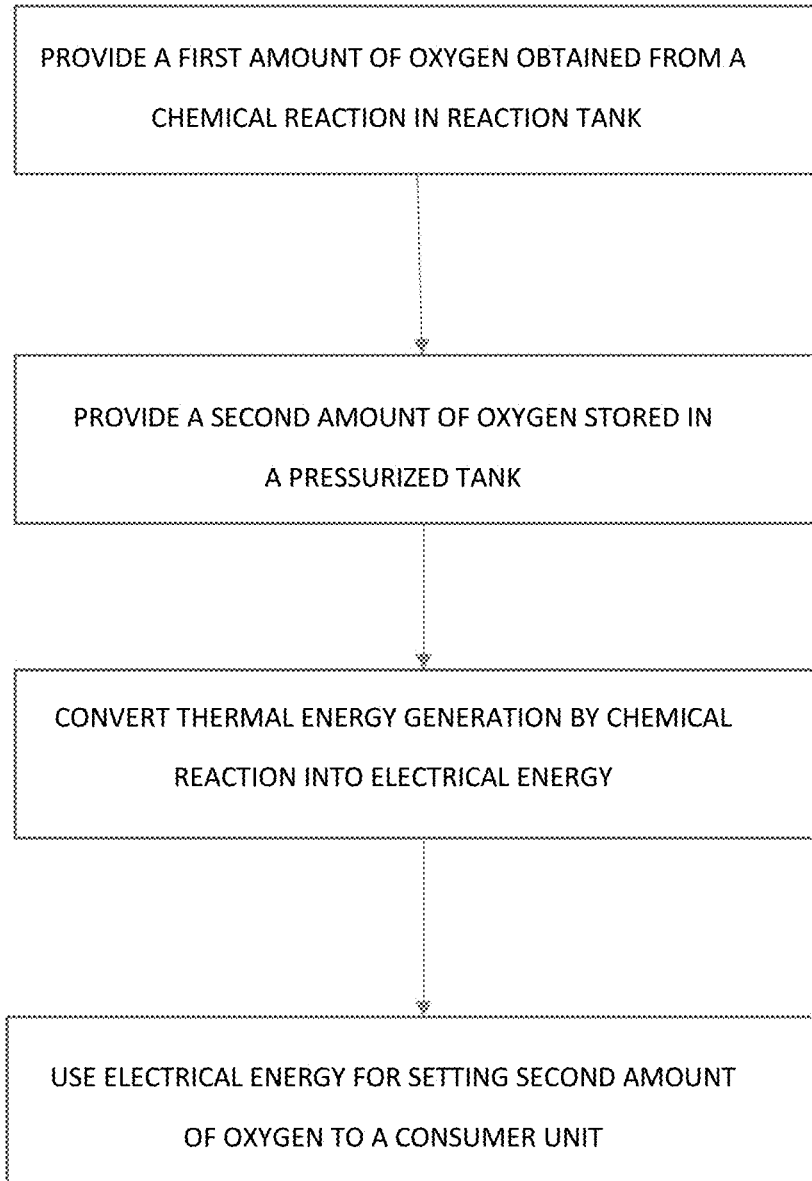 PROVIDE A FIRST AMOUNT OF OXYGEN OBTAINED FROM A
CHEMICAL REACTION IN REACTION TANK
PROVIDE A SECOND AMOUNT OF OXYGEN STORED IN
A PRESSURIZED TANK
CONVERT THERMAL ENERGY GENERATION BY CHEMICAL
REACTION INTO ELECTRICAL ENERGY
USE ELECTRICAL ENERGY FOR SETTING SECOND AMOUNT
OF OXYGEN TO A CONSUMER UNIT